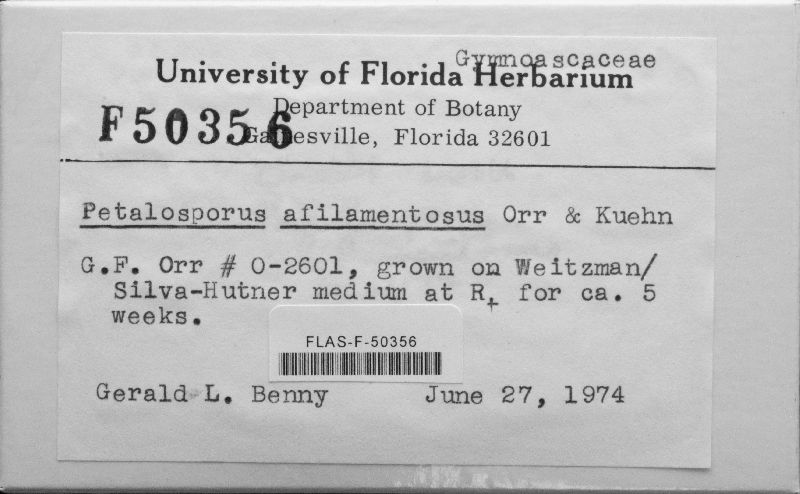 Gymnoascaceae
University of Florida Herbarium
F50356
Department of Botany
Gainesville, Florida 32601
Petalosporus afilamentosus Orr & Kuehn
G.F. Orr # O-2601, grown on Weitzman/
Silva-Hutner medium at R+ for ca. 5
weeks.
FLAS-F-50356
Gerald L. Benny June 27, 1974